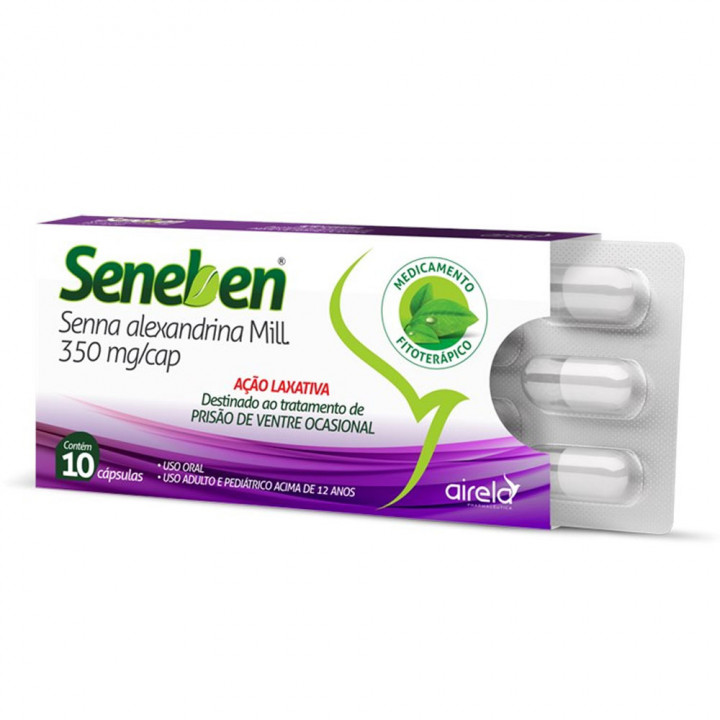 Seneben®
Senna alexandrina Mill.
350 mg/cap
AÇÃO LAXATIVA
Destinado ao tratamento de
PRISÃO DE VENTRE OCASIONAL
MEDICAMENTO
FITOTERÁPICO
Contém
10 cápsulas
• USO ORAL
• USO ADULTO E PEDIÁTRICO ACIMA DE 12 ANOS
airela
PHARMACÊUTICA